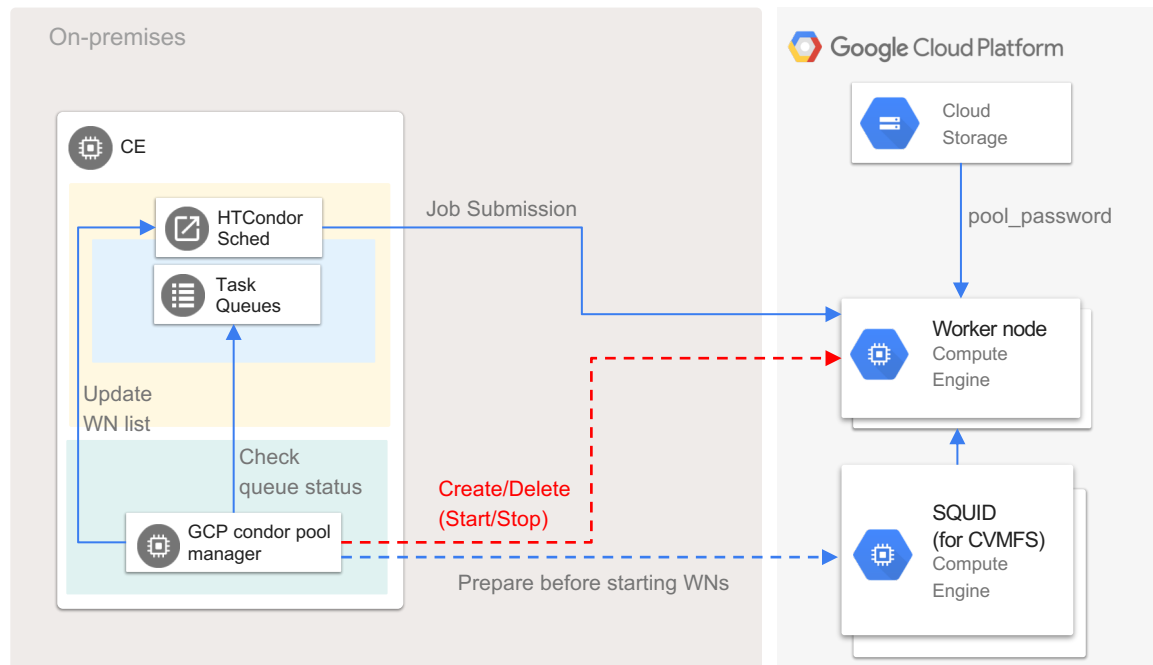 On-premises
CE
HTCondor
Sched
Task
Queues
Job Submission
Update
WN list
Check
queue status
GCP condor pool
manager
Create/Delete
(Start/Stop)
Prepare before starting WNs
Google Cloud Platform
Cloud
Storage
pool_password
Worker node
Compute
Engine
SQUID
(for CVMFS)
Compute
Engine